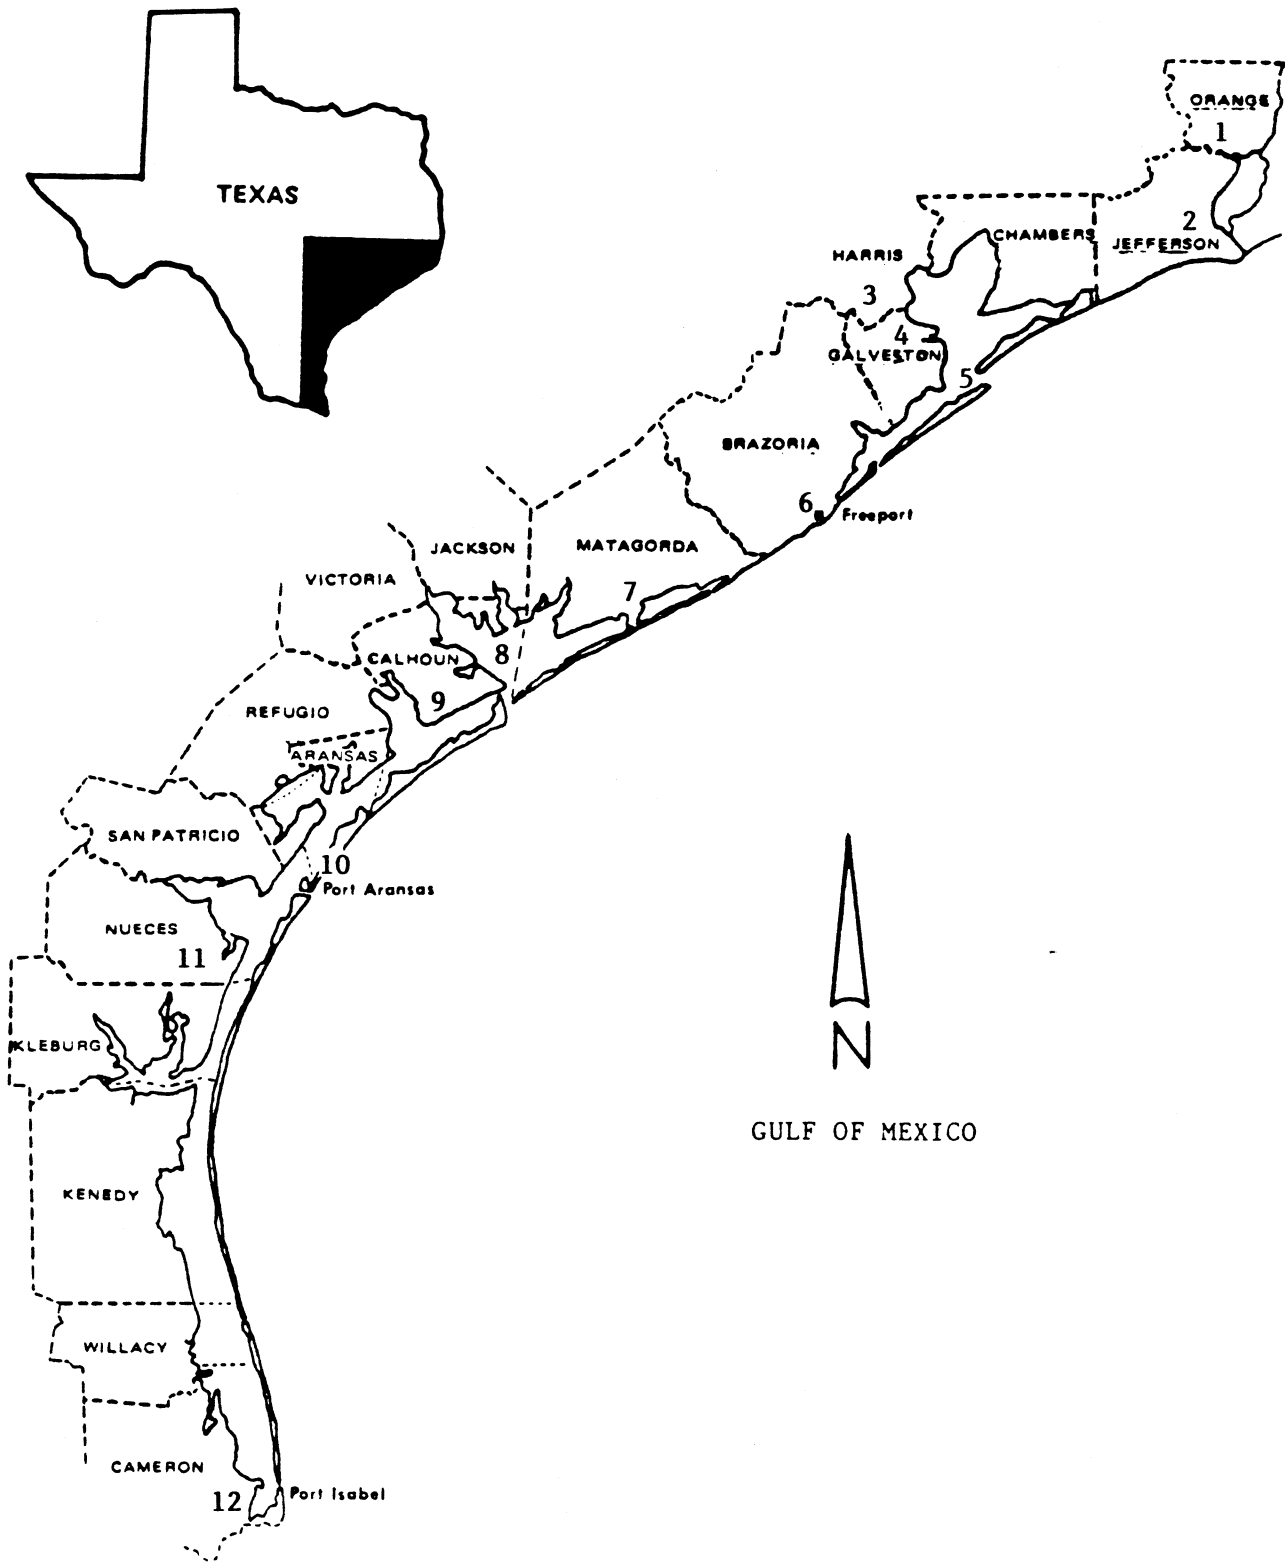 TEXAS
ORANGE
1
2
JEFFERSON
CHAMBERS
HARRIS
3
4
GALVESTON
5
BRAZORIA
6
Freeport
MATAGORDA
7
JACKSON
VICTORIA
8
CALHOUN
9
REFUGIO
ARANSAS
SAN PATRICIO
10
Port Aransas
NUECES
11
KLEBURG
KENEDY
WILLACY
CAMERON
12
Port Isabel
N
GULF OF MEXICO